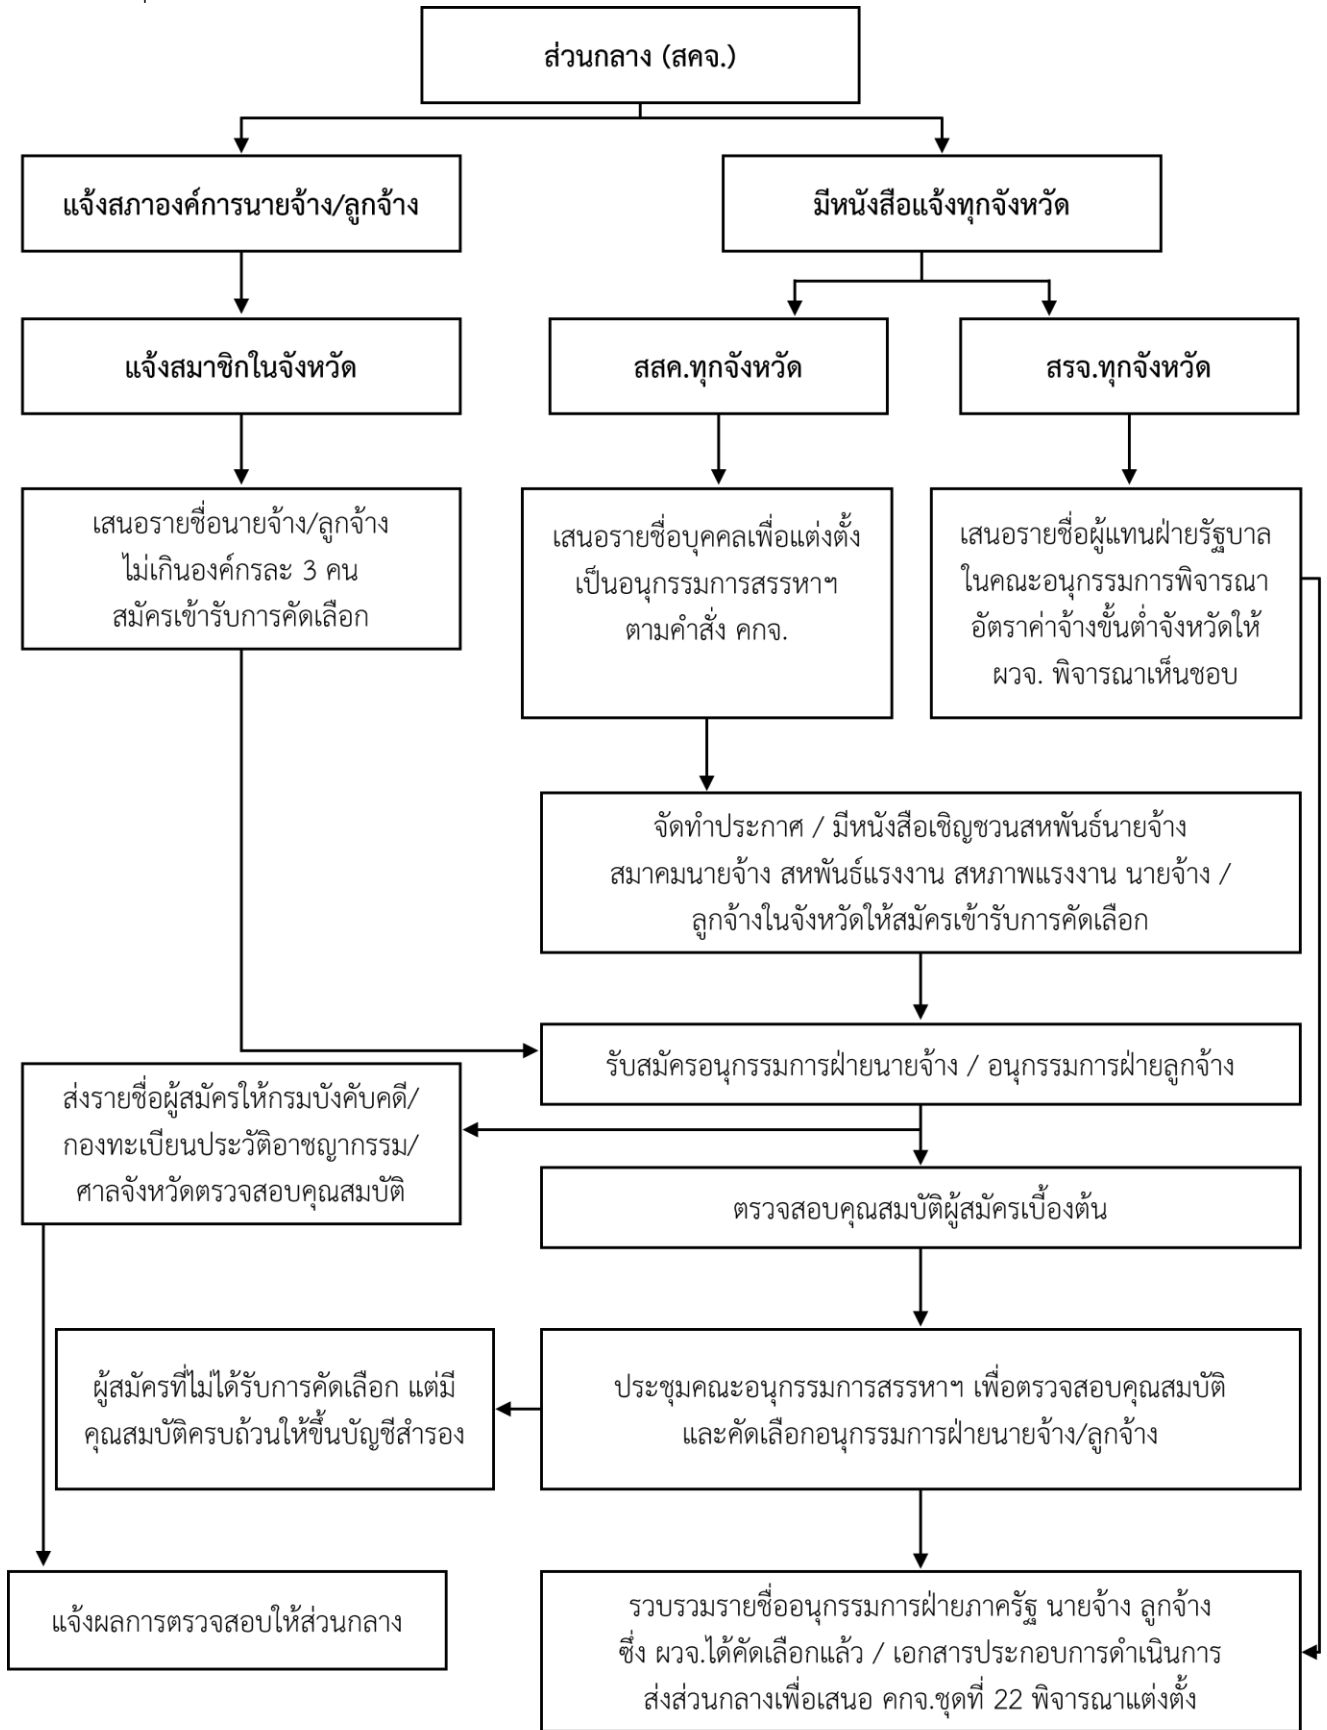 ส่วนกลาง (สคจ.)
แจ้งสภาองค์การนายจ้าง/ลูกจ้าง
มีหนังสือแจ้งทุกจังหวัด
แจ้งสมาชิกในจังหวัด
สสค.ทุกจังหวัด
สรจ.ทุกจังหวัด
เสนอรายชื่อนายจ้าง/ลูกจ้าง
ไม่เกินองค์กรละ 3 คน
สมัครเข้ารับการคัดเลือก
เสนอรายชื่อบุคคลเพื่อแต่งตั้ง
เป็นอนุกรรมการสรรหาฯ
ตามคำสั่ง คกจ.
เสนอรายชื่อผู้แทนฝ่ายรัฐบาล
ในคณะอนุกรรมการพิจารณา
อัตราค่าจ้างขั้นต่ำจังหวัดให้
ผวจ. พิจารณาเห็นชอบ
จัดทำประกาศ / มีหนังสือเชิญชวนสหพันธ์นายจ้าง
สมาคมนายจ้าง สหพันธ์แรงงาน สหภาพแรงงาน นายจ้าง /
ลูกจ้างในจังหวัดให้สมัครเข้ารับการคัดเลือก
รับสมัครอนุกรรมการฝ่ายนายจ้าง / อนุกรรมการฝ่ายลูกจ้าง
ส่งรายชื่อผู้สมัครให้กรมบังคับคดี/
กองทะเบียนประวัติอาชญากรรม/
ศาลจังหวัดตรวจสอบคุณสมบัติ
ตรวจสอบคุณสมบัติผู้สมัครเบื้องต้น
ผู้สมัครที่ไม่ได้รับการคัดเลือก แต่มี
คุณสมบัติครบถ้วนให้ขึ้นบัญชีสำรอง
ประชุมคณะอนุกรรมการสรรหาฯ เพื่อตรวจสอบคุณสมบัติ
และคัดเลือกอนุกรรมการฝ่ายนายจ้าง/ลูกจ้าง
แจ้งผลการตรวจสอบให้ส่วนกลาง
รวบรวมรายชื่ออนุกรรมการฝ่ายภาครัฐ นายจ้าง ลูกจ้าง
ซึ่ง ผวจ.ได้คัดเลือกแล้ว / เอกสารประกอบการดำเนินการ
ส่งส่วนกลางเพื่อเสนอ คกจ.ชุดที่ 22 พิจารณาแต่งตั้ง